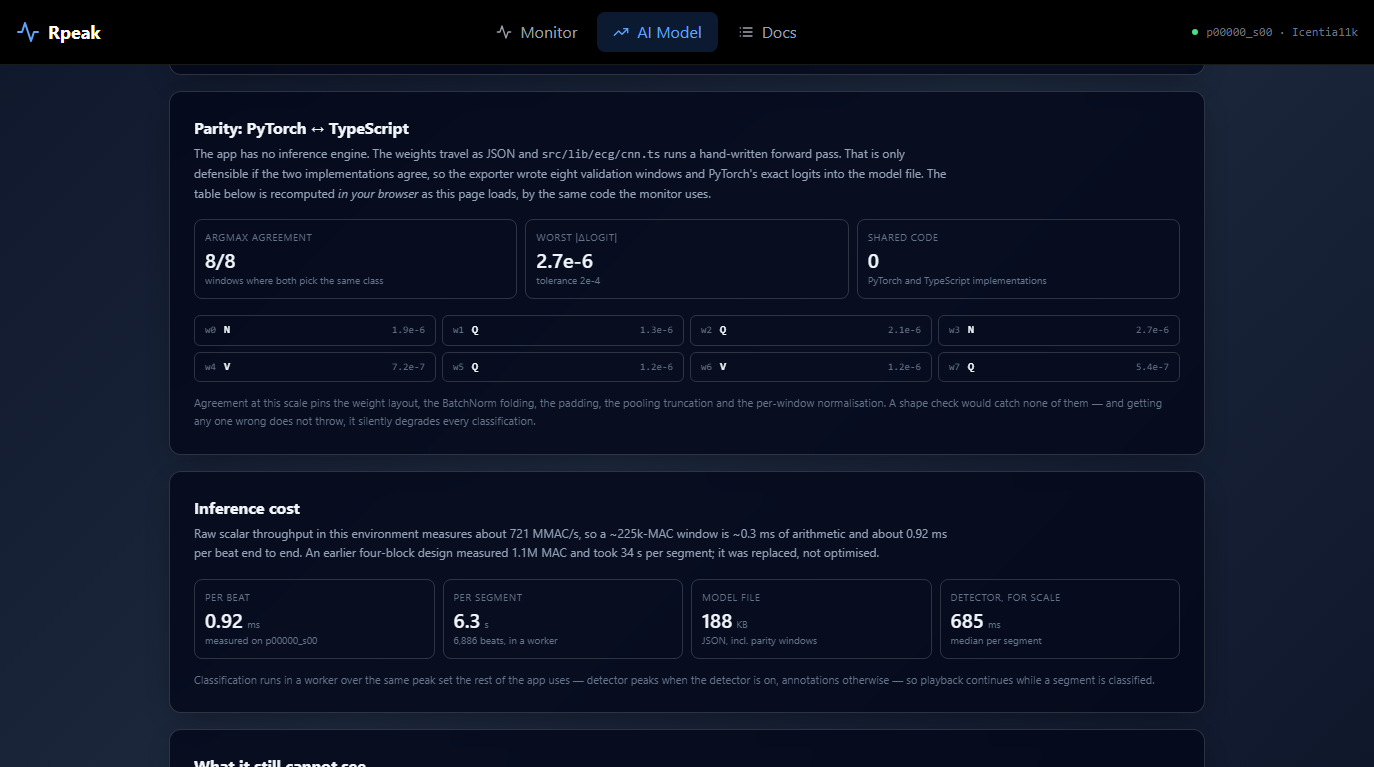 Rpeak
Monitor
AI Model
Docs
p00000_s00 · Icentia11k
Parity: PyTorch ↔ TypeScript
The app has no inference engine. The weights travel as JSON and src/lib/ecg/cnn.ts runs a hand-written forward pass. That is only
defensible if the two implementations agree, so the exporter wrote eight validation windows and PyTorch's exact logits into the model file. The
table below is recomputed in your browser as this page loads, by the same code the monitor uses.
ARGMAX AGREEMENT
8/8
windows where both pick the same class
WORST |ΔLOGIT|
2.7e-6
tolerance 2e-4
SHARED CODE
0
PyTorch and TypeScript implementations
w0 N 1.9e-6
w1 Q 1.3e-6
w2 Q 2.1e-6
w3 N 2.7e-6
w4 V 7.2e-7
w5 Q 1.2e-6
w6 V 1.2e-6
w7 Q 5.4e-7
Agreement at this scale pins the weight layout, the BatchNorm folding, the padding, the pooling truncation and the per-window normalisation. A shape check would catch none of them — and getting
any one wrong does not throw, it silently degrades every classification.
Inference cost
Raw scalar throughput in this environment measures about 721 MMAC/s, so a ~225k-MAC window is ~0.3 ms of arithmetic and about 0.92 ms
per beat end to end. An earlier four-block design measured 1.1M MAC and took 34 s per segment; it was replaced, not optimised.
PER BEAT
0.92 ms
measured on p00000_s00
PER SEGMENT
6.3 s
6,886 beats, in a worker
MODEL FILE
188 KB
JSON, incl. parity windows
DETECTOR, FOR SCALE
685 ms
median per segment
Classification runs in a worker over the same peak set the rest of the app uses — detector peaks when the detector is on, annotations otherwise — so playback continues while a segment is classified.
What it still cannot see